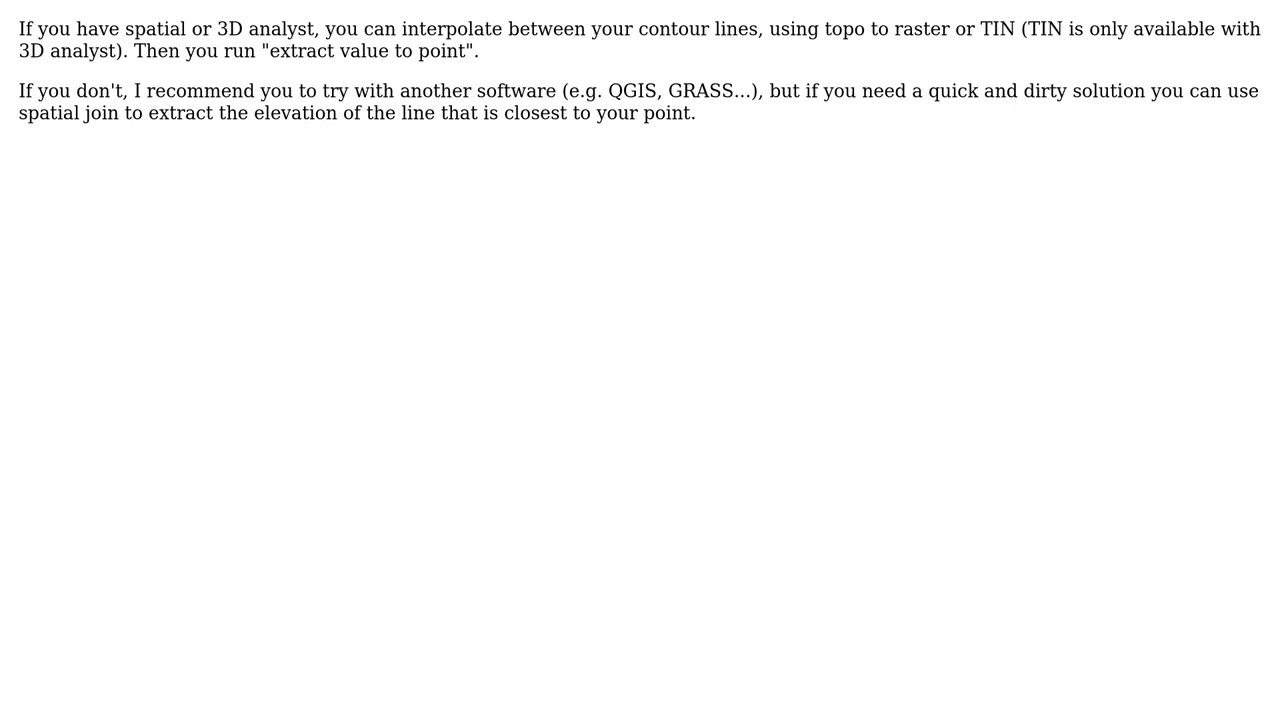 If you have spatial or 3D analyst, you can interpolate between your contour lines, using topo to raster or TIN (TIN is only available with
3D analyst). Then you run "extract value to point".
If you don't, I recommend you to try with another software (e.g. QGIS, GRASS...), but if you need a quick and dirty solution you can use
spatial join to extract the elevation of the line that is closest to your point.